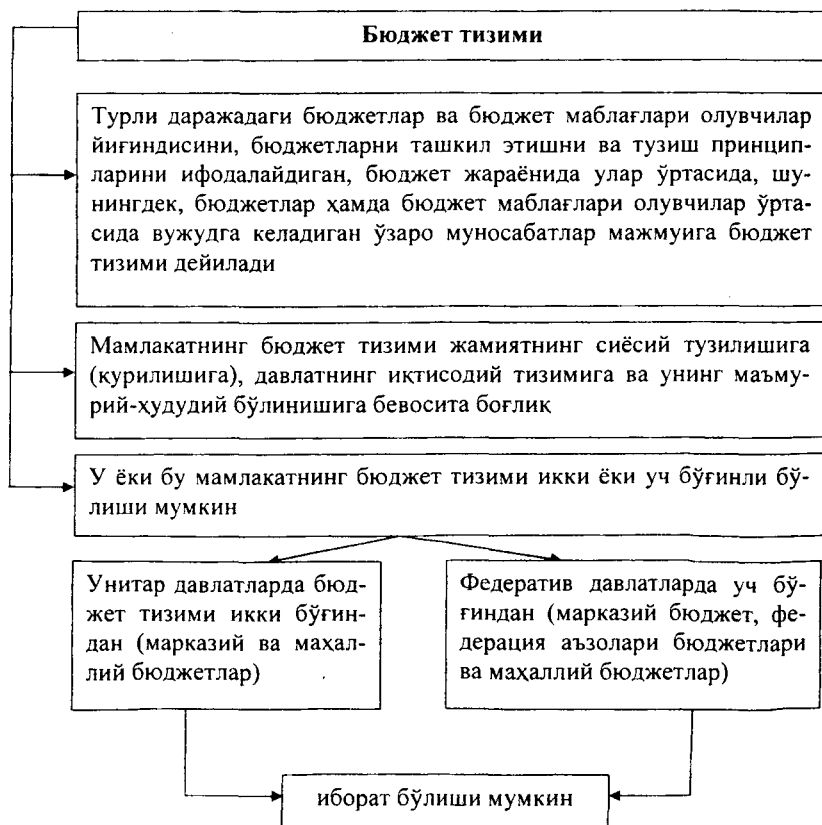 Бюджет тизими
Турли даражадаги бюджетлар ва бюджет маблағлари олувчилар
йиғиндисини, бюджетларни ташкил этишни ва тузиш принцип-
ларини ифодалайдиган, бюджет жараёнида улар ўртасида, шу-
нингдек, бюджетлар ҳамда бюджет маблағлари олувчилар ўрта-
сида вужудга келадиган ўзаро муносабатлар мажмуига бюджет
тизими дейилади
Мамлакатнинг бюджет тизими жамиятнинг сиёсий тузилишига
(қурилишига), давлатнинг иқтисодий тизимига ва унинг маъму-
рий-ҳудудий бўлинишига бевосита боғлиқ
У ёки бу мамлакатнинг бюджет тизими икки ёки уч бўғинли бў-
лиши мумкин
Унитар давлатларда бюд-
жет тизими икки бўғин-
дан (марказий ва маҳал-
лий бюджетлар)
Федератив давлатларда уч бў-
ғиндан (марказий бюджет, фе-
дерация аъзолари бюджетлари
ва маҳаллий бюджетлар)
иборат бўлиши мумкин